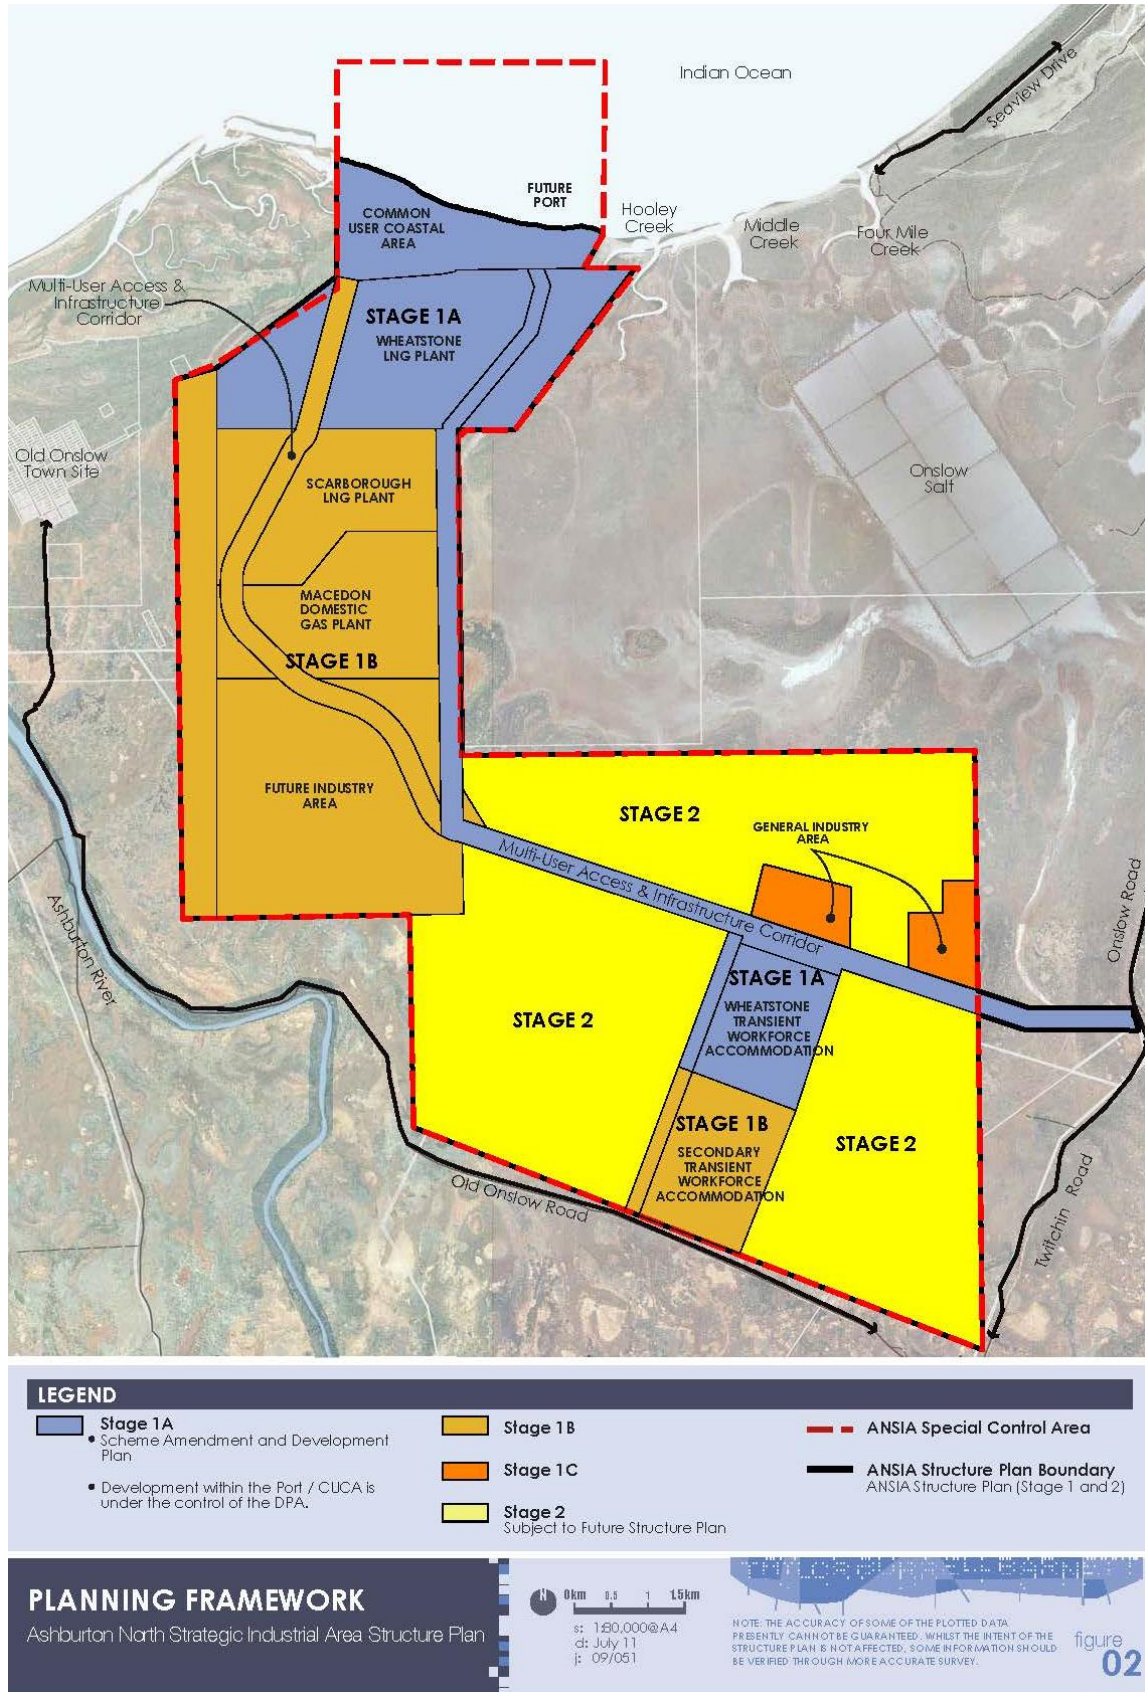 Indian Ocean
Seaview Drive
FUTURE
PORT
COMMON
USER COASTAL
AREA
Hooley
Creek
Middle
Creek
Four Mile
Creek
Multi-User Access &
Infrastructure
Corridor
STAGE 1A
WHEATSTONE
LNG PLANT
Old Onslow
Town Site
SCARBOROUGH
LNG PLANT
Onslow
Salt
MACEDON
DOMESTIC
GAS PLANT
STAGE 1B
FUTURE INDUSTRY
AREA
STAGE 2
GENERAL INDUSTRY
AREA
Multi-User Access & Infrastructure Corridor
Ashburton River
Onslow Road
STAGE 1A
WHEATSTONE
TRANSIENT
WORKFORCE
ACCOMMODATION
STAGE 2
STAGE 1B
SECONDARY
TRANSIENT
WORKFORCE
ACCOMMODATION
STAGE 2
Old Onslow Road
Twitchin Road
LEGEND
Stage 1A
• Scheme Amendment and Development
Plan
• Development within the Port / CUCA is
under the control of the DPA.
Stage 1B
Stage 1C
Stage 2
Subject to Future Structure Plan
ANSIA Special Control Area
ANSIA Structure Plan Boundary
ANSIA Structure Plan (Stage 1 and 2)
PLANNING FRAMEWORK
Ashburton North Strategic Industrial Area Structure Plan
N
0km 0.5 1 1.5km
s: 1:80,000@A4
d: July 11
j: 09/051
NOTE: THE ACCURACY OF SOME OF THE PLOTTED DATA
PRESENTLY CANNOT BE GUARANTEED. WHILST THE INTENT OF THE
STRUCTURE PLAN IS NOT AFFECTED, SOME INFORMATION SHOULD
BE VERIFIED THROUGH MORE ACCURATE SURVEY.
figure
02